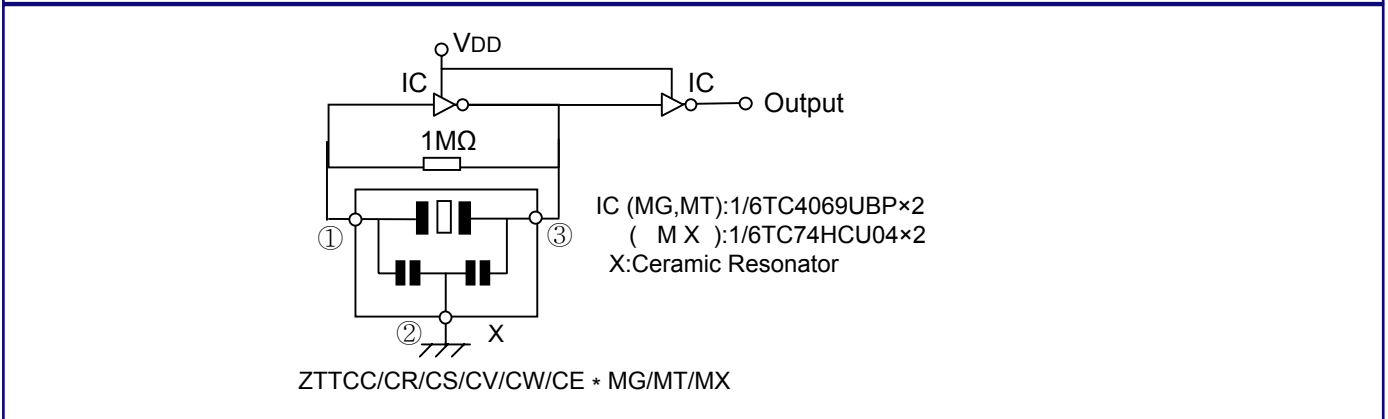 VDD
IC
IC
Output
1MΩ
IC (MG,MT):1/6TC4069UBP×2
( M X ):1/6TC74HCU04×2
①
③
X:Ceramic Resonator
②
X
ZTTCC/CR/CS/CV/CW/CE * MG/MT/MX